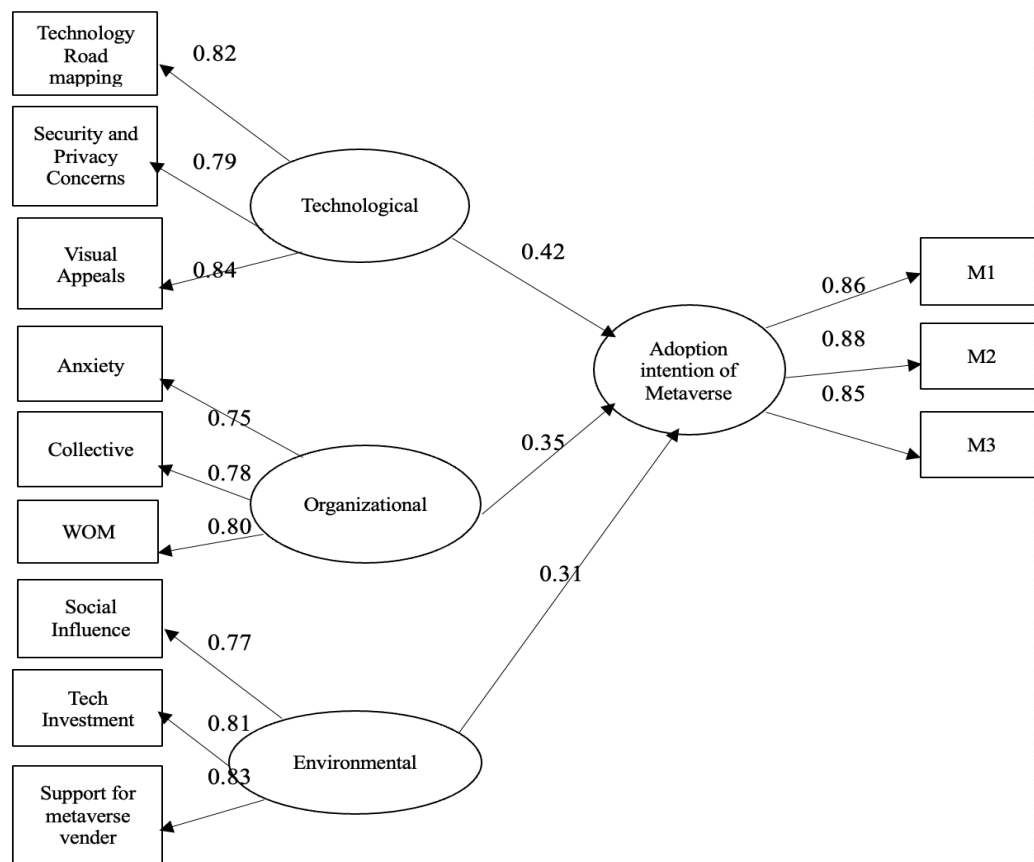 Technology
Road
mapping
0.82
Security and
Privacy
Concerns
0.79
Technological
Visual
Appeals
0.84
0.42
M1
0.86
Anxiety
0.88
Adoption
intention of
Metaverse
M2
0.85
0.75
Collective
0.78
0.35
M3
Organizational
WOM
0.80
0.31
Social
Influence
0.77
Tech
Investment
0.81
Environmental
0.83
Support for
metaverse
vender